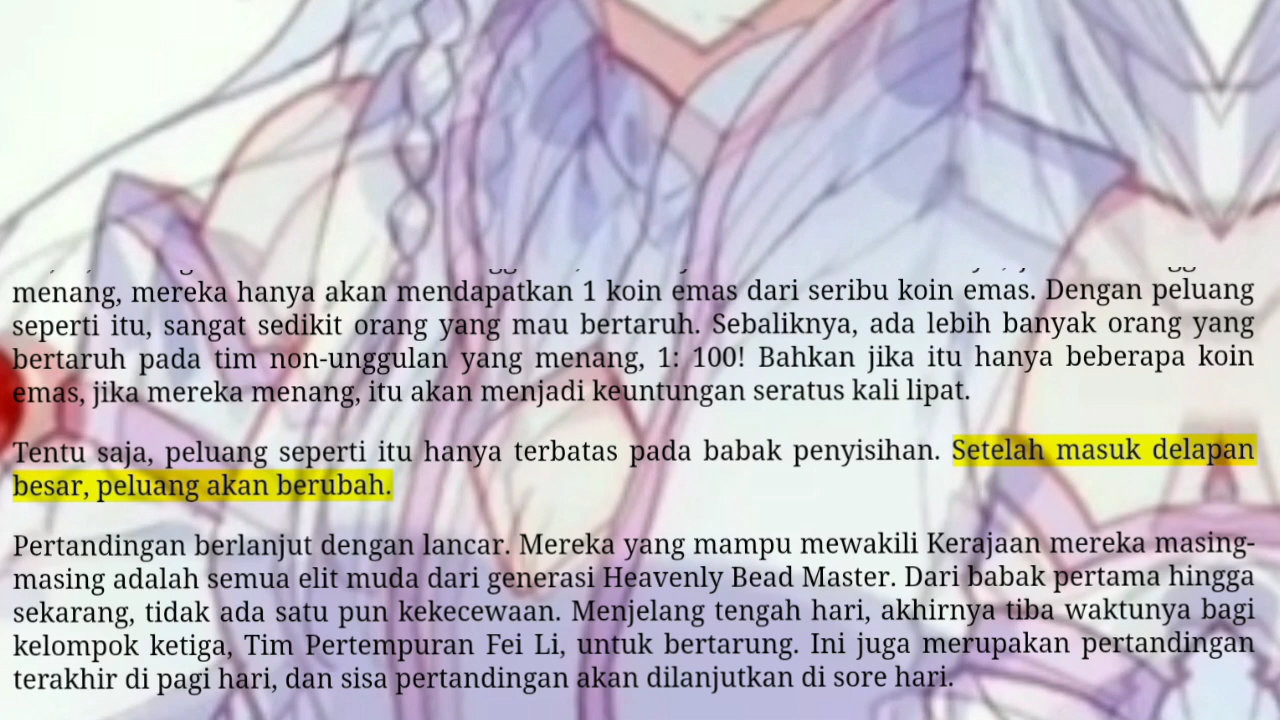 menang, mereka hanya akan mendapatkan 1 koin emas dari seribu koin emas. Dengan peluang
seperti itu, sangat sedikit orang yang mau bertaruh. Sebaliknya, ada lebih banyak orang yang
bertaruh pada tim non-unggulan yang menang, 1: 100! Bahkan jika itu hanya beberapa koin
emas, jika mereka menang, itu akan menjadi keuntungan seratus kali lipat.
Tentu saja, peluang seperti itu hanya terbatas pada babak penyisihan. Setelah masuk delapan
besar, peluang akan berubah.
Pertandingan berlanjut dengan lancar. Mereka yang mampu mewakili Kerajaan mereka masing-
masing adalah semua elit muda dari generasi Heavenly Bead Master. Dari babak pertama hingga
sekarang, tidak ada satu pun kekecewaan. Menjelang tengah hari, akhirnya tiba waktunya bagi
kelompok ketiga, Tim Pertempuran Fei Li, untuk bertarung. Ini juga merupakan pertandingan
terakhir di pagi hari, dan sisa pertandingan akan dilanjutkan di sore hari.